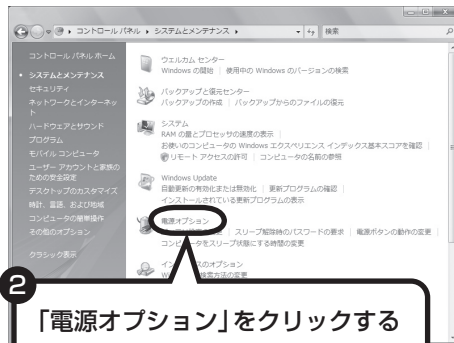 コントロール パネル ▸ システムとメンテナンス ▸
検索
コントロール パネル ホーム
システムとメンテナンス
セキュリティ
ネットワークとインターネット
ハードウェアとサウンド
プログラム
モバイル コンピュータ
ユーザー アカウントと家族の
ための安全設定
デスクトップのカスタマイズ
時計、言語、および地域
コンピュータの簡単操作
その他のオプション
クラシック表示
ウェルカム センター
Windows の開始 | 使用中の Windows のバージョンの検索
バックアップと復元センター
バックアップの作成 | バックアップからのファイルの復元
システム
RAM の量とプロセッサの速度の表示
お使いのコンピュータの Windows エクスペリエンス インデックス基本スコアを確認
リモート アクセスの許可 | コンピュータの名前の参照
Windows Update
自動更新の有効化または無効化 | 更新プログラムの確認
インストールされている更新プログラムの表示
電源オプション
スリープ解除時のパスワードの要求 | 電源ボタンの動作の変更
コンピュータをスリープ状態にする時間の変更
のオプション
検索方法の変更
2
「電源オプション」をクリックする